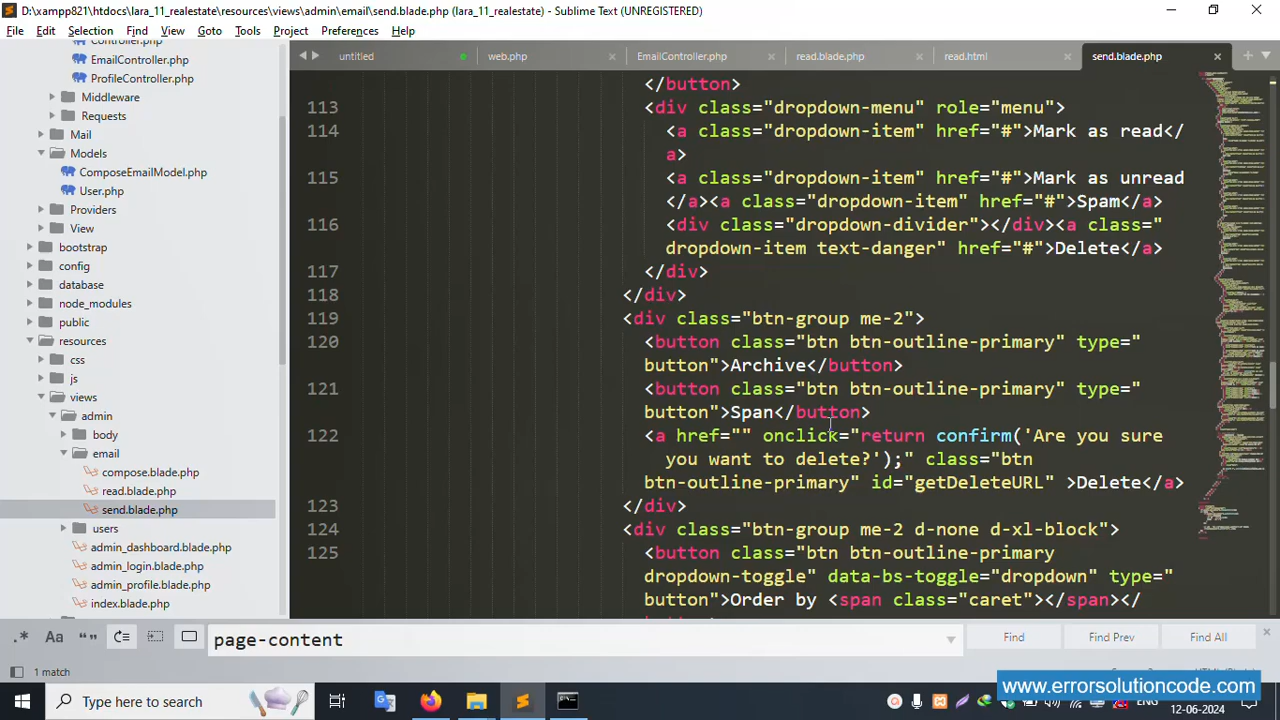 D:\xampp821\htdocs\lara_11_realestate\resources\views\admin\email\send.blade.php (lara_11_realestate) - Sublime Text (UNREGISTERED)
File Edit Selection Find View Goto Tools Project Preferences Help
Controller.php
EmailController.php
ProfileController.php
Middleware
Requests
Mail
Models
ComposeEmailModel.php
User.php
Providers
View
bootstrap
config
database
node_modules
public
resources
css
js
views
admin
body
email
compose.blade.php
read.blade.php
send.blade.php
users
admin_dashboard.blade.php
admin_login.blade.php
admin_profile.blade.php
index.blade.php
untitled web.php EmailController.php read.blade.php read.html send.blade.php
</button>
113 <div class="dropdown-menu" role="menu">
114 <a class="dropdown-item" href="#">Mark as read</
a>
115 <a class="dropdown-item" href="#">Mark as unread
</a><a class="dropdown-item" href="#">Spam</a>
116 <div class="dropdown-divider"></div><a class="
dropdown-item text-danger" href="#">Delete</a>
117 </div>
118 </div>
119 <div class="btn-group me-2">
120 <button class="btn btn-outline-primary" type="
button">Archive</button>
121 <button class="btn btn-outline-primary" type="
button">Span</button>
122 <a href="" onclick="return confirm('Are you sure
you want to delete?');" class="btn
btn-outline-primary" id="getDeleteURL" >Delete</a>
123 </div>
124 <div class="btn-group me-2 d-none d-xl-block">
125 <button class="btn btn-outline-primary
dropdown-toggle" data-bs-toggle="dropdown" type="
button">Order by <span class="caret"></span></
.* Aa page-content Find Find Prev Find All
1 match
Type here to search
ENG
12-06-2024
www.errorsolutioncode.com